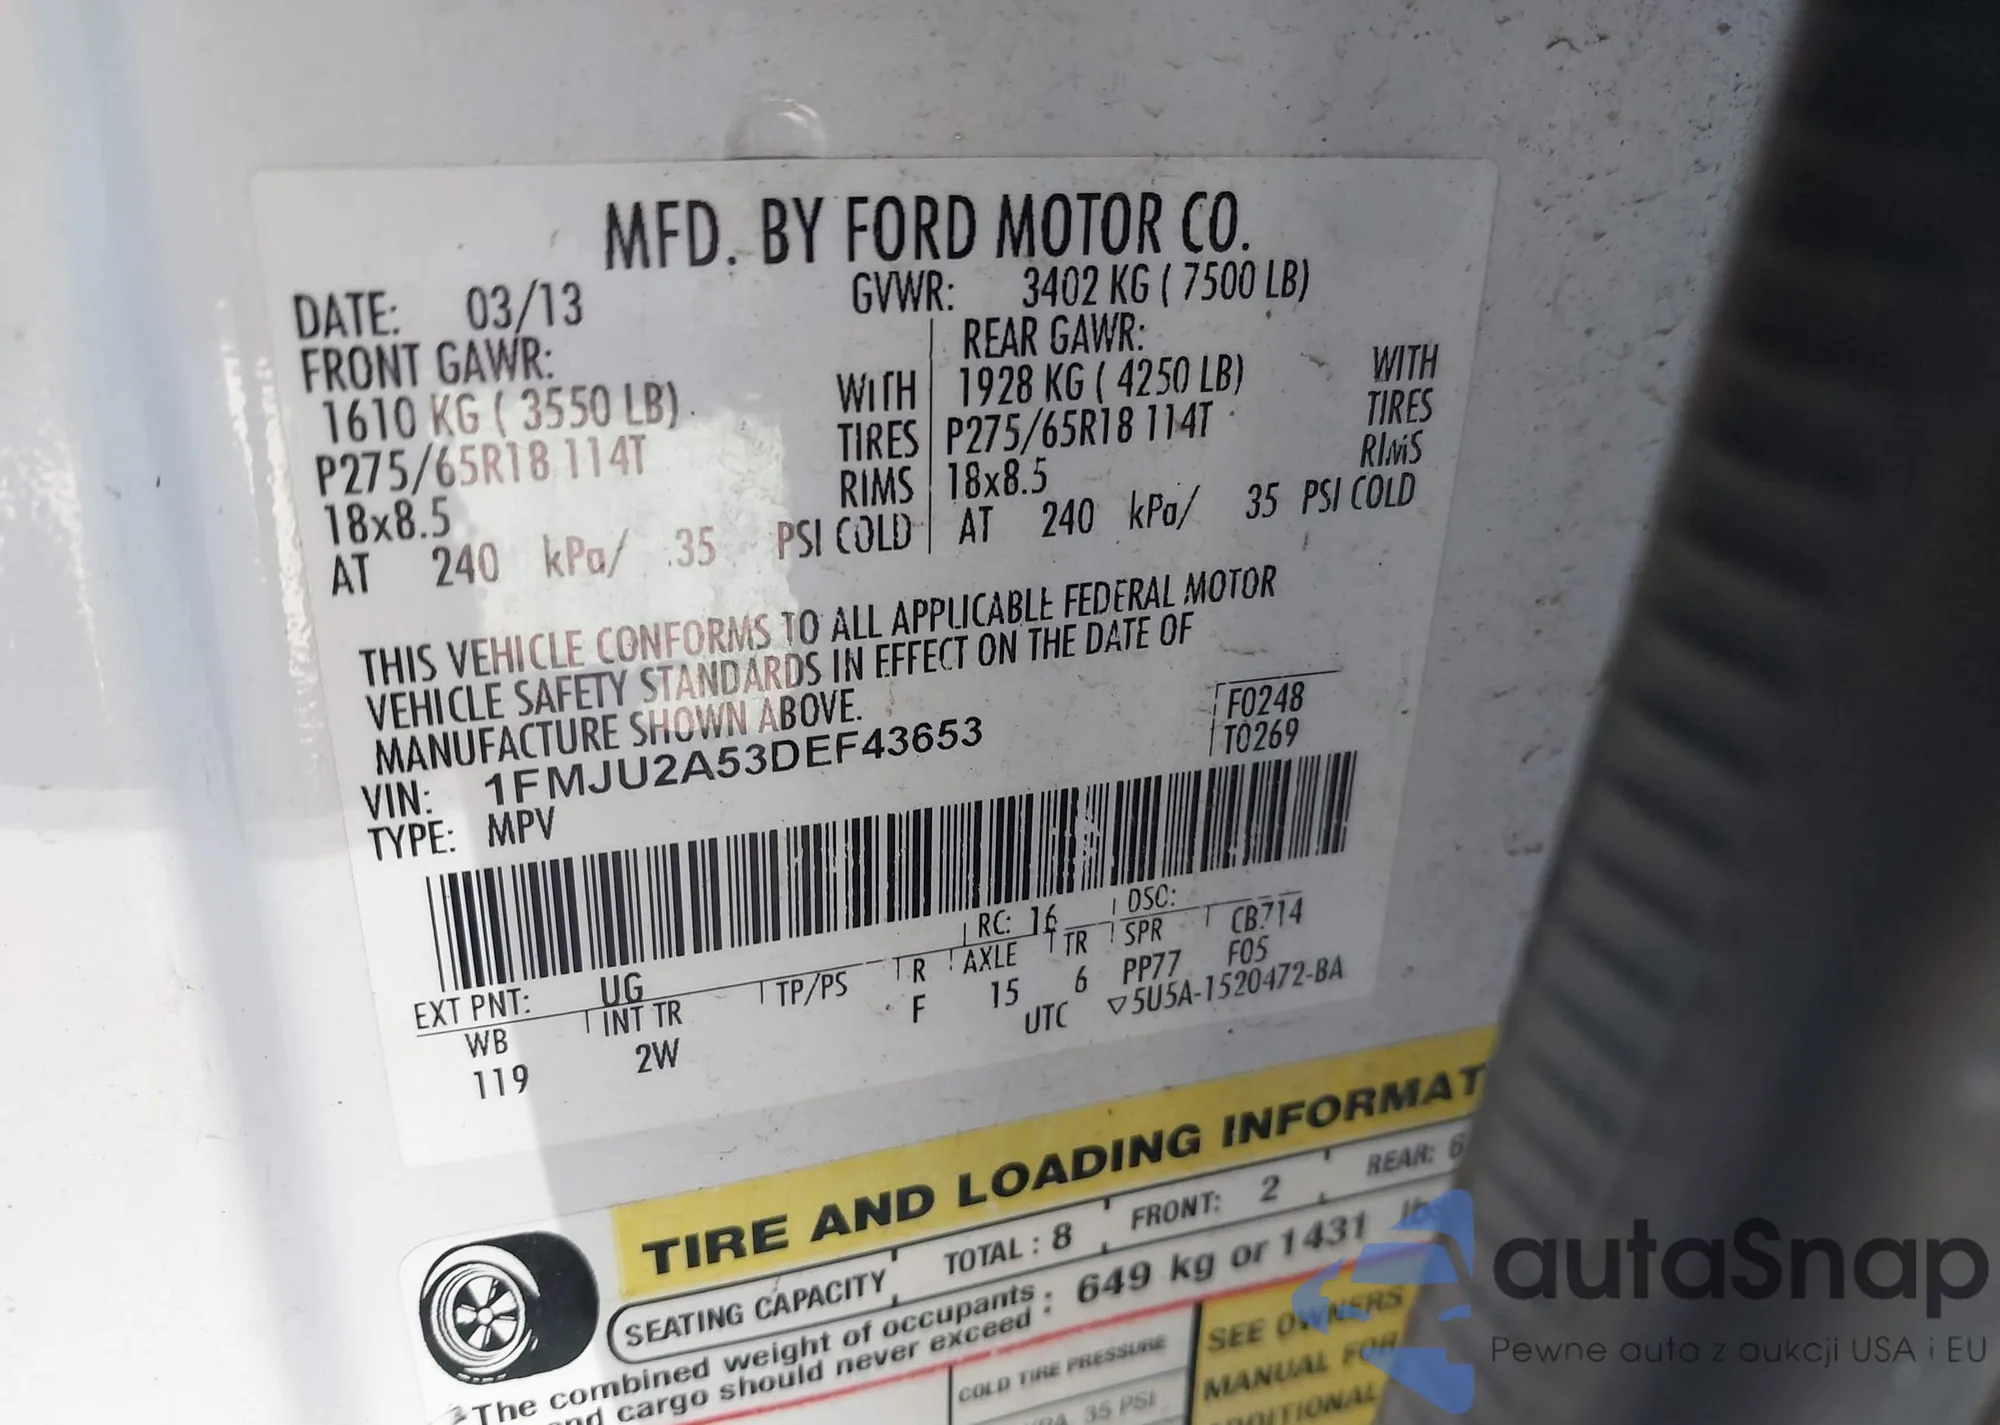 MFD. BY FORD MOTOR CO.
DATE: 03/13 GVWR: 3402 KG ( 7500 LB)
FRONT GAWR: REAR GAWR:
1610 KG ( 3550 LB) WITH 1928 KG ( 4250 LB) WITH
P275/65R18 114T TIRES P275/65R18 114T TIRES
18x8.5 RIMS 18x8.5 RIMS
AT 240 kPa/ 35 PSI COLD AT 240 kPa/ 35 PSI COLD
THIS VEHICLE CONFORMS TO ALL APPLICABLE FEDERAL MOTOR
VEHICLE SAFETY STANDARDS IN EFFECT ON THE DATE OF
MANUFACTURE SHOWN ABOVE.
VIN: 1FMJU2A53DEF43653 F0248
TYPE: MPV T0269
EXT PNT: UG RC: 16 DSO:
WB INT TR TP/PS R AXLE TR SPR CB714
119 2W F 15 6 PP77 F05
UTC ▽5U5A-1520472-BA
TIRE AND LOADING INFORMAT
SEATING CAPACITY TOTAL : 8 FRONT: 2 REAR: 6
The combined weight of occupants : 649 kg or 1431 lbs
and cargo should never exceed
COLD TIRE PRESSURE SEE OWNERS
35 PSI MANUAL FOR
ADDITIONAL
autaSnap
Pewne auta z aukcji USA i EU